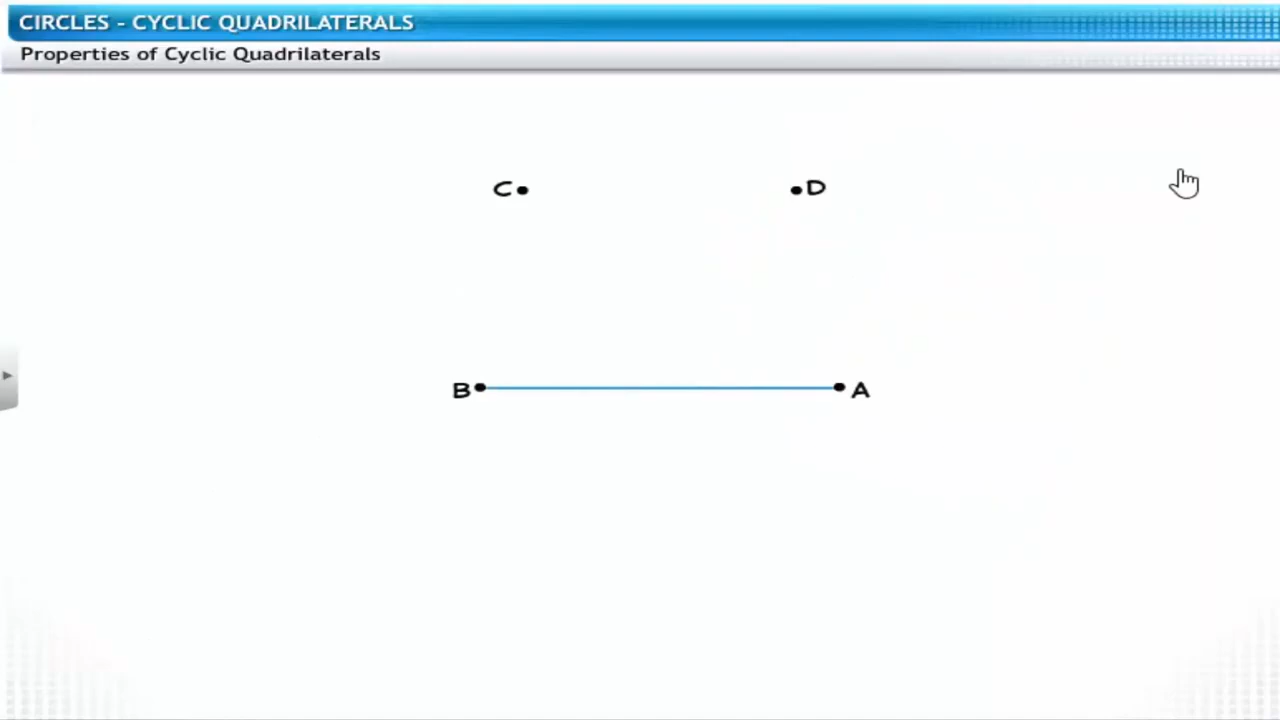 CIRCLES - CYCLIC QUADRILATERALS
Properties of Cyclic Quadrilaterals
C D
B A